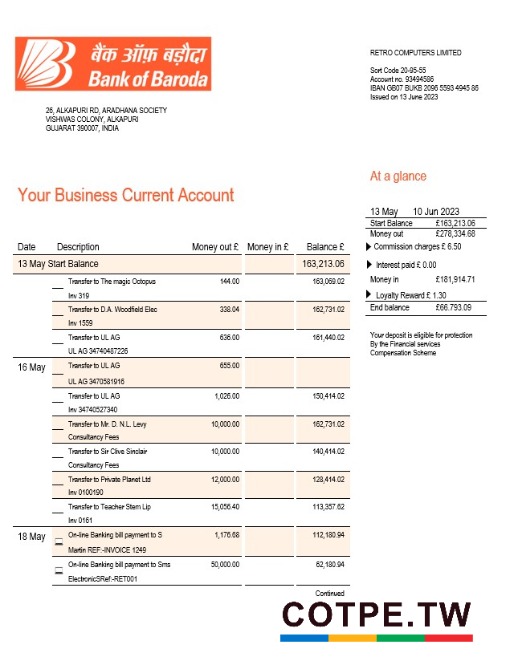 बैंक ऑफ़ बड़ौदा
Bank of Baroda
26, ALKAPURI RD, ARADHANA SOCIETY
VISHWAS COLONY, ALKAPURI
GUJARAT 390007, INDIA
RETRO COMPUTERS LIMITED
Sort Code 20-95-55
Account no. 93494586
IBAN GB07 BUKB 2095 5593 4945 86
Issued on 13 June 2023
At a glance
13 May 10 Jun 2023
Start Balance £163,213.06
Money out £278,334.68
Commission charges £ 6.50
Interest paid £ 0.00
Money in £181,914.71
Loyalty Reward £ 1.30
End balance £66.793.09
Your deposit is eligible for protection
By the Financial services
Compensation Scheme
Your Business Current Account
Date Description Money out £ Money in £ Balance £
13 May Start Balance 163,213.06
Transfer to The magic Octopus 144.00 163,069.02
Inv 319
Transfer to D.A. Woodfield Elec 338.04 162,731.02
Inv 1559
Transfer to UL AG 636.00 161,440.02
UL AG 34740487226
16 May Transfer to UL AG 655.00
UL AG 3470581916
Transfer to UL AG 1,026.00 150,414.02
Inv 34740527340
Transfer to Mr. D. N.L. Levy 10,000.00 162,731.02
Consultancy Fees
Transfer to Sir Clive Sinclair 10,000.00 140,414.02
Consultancy Fees
Transfer to Private Planet Ltd 12,000.00 128,414.02
Inv 0100190
Transfer to Teacher Stern Lip 15,056.40 113,357.62
Inv 0161
18 May On-line Banking bill payment to S 1,176.68 112,180.94
Martin REF:-INVOICE 1249
On-line Banking bill payment to Sms 50,000.00 62,180.94
ElectronicSRef:-RET001
Continued
COTPE.TW